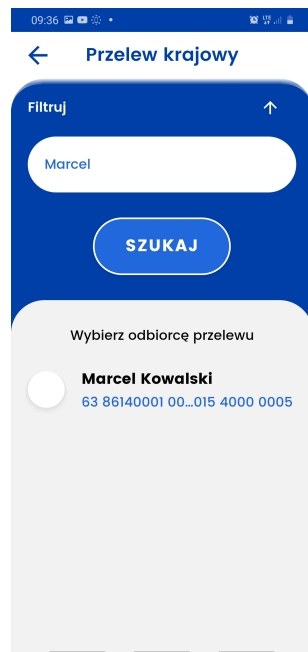 09:36
Przelew krajowy
Filtruj
Marcel
SZUKAJ
Wybierz odbiorcę przelewu
Marcel Kowalski
63 86140001 00...015 4000 0005